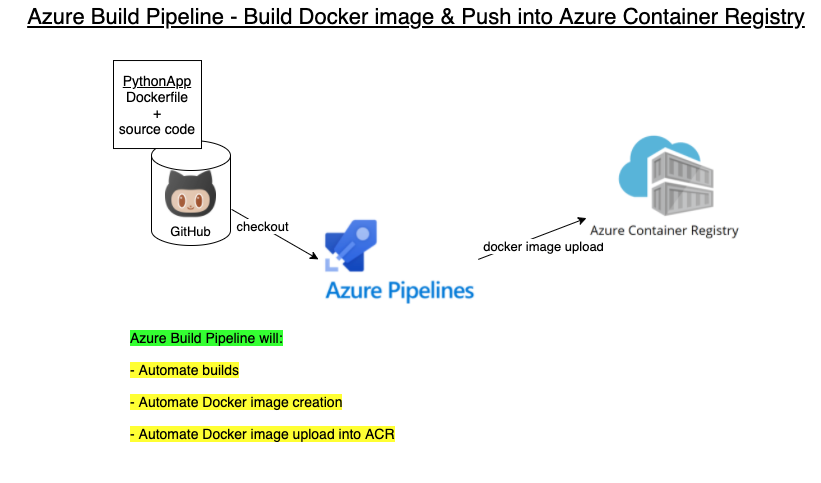 Azure Build Pipeline - Build Docker image & Push into Azure Container Registry
PythonApp
Dockerfile
+
source code
GitHub
checkout
Azure Pipelines
docker image upload
Azure Container Registry
Azure Build Pipeline will:
- Automate builds
- Automate Docker image creation
- Automate Docker image upload into ACR